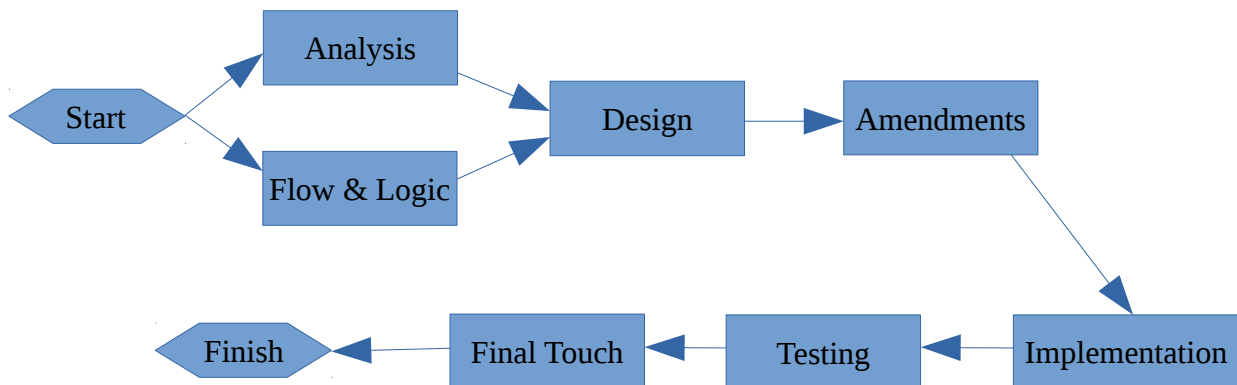 Analysis
Start
Design
Amendments
Flow & Logic
Finish
Final Touch
Testing
Implementation